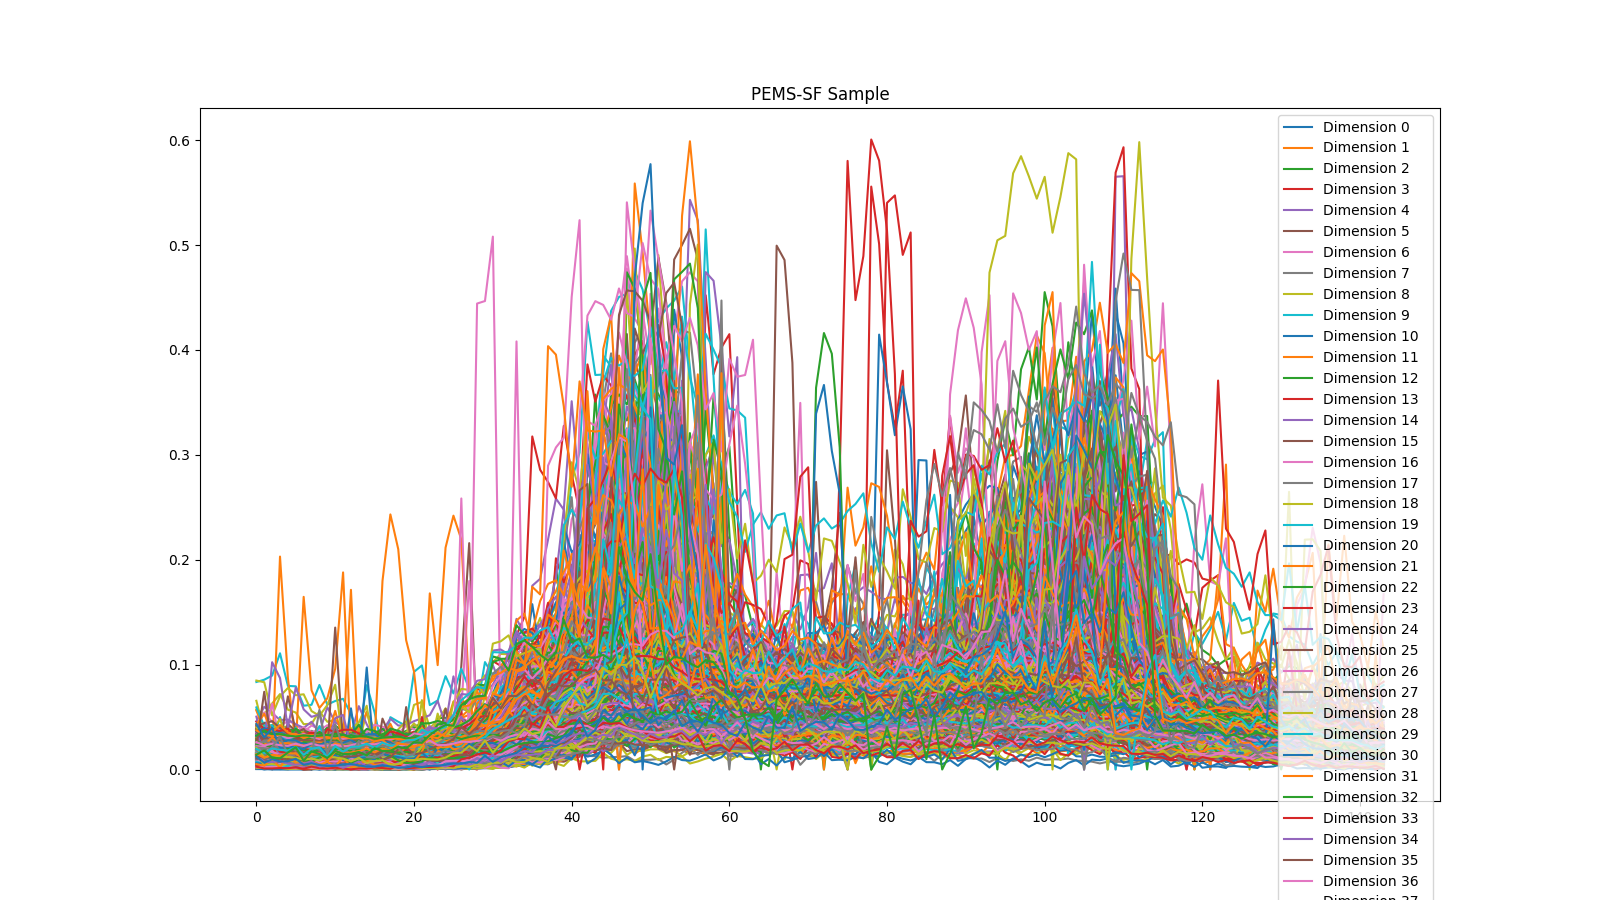 PEMS-SF Sample
0.6
0.5
0.4
0.3
0.2
0.1
0.0
0
20
40
60
80
100
120
Dimension 0
Dimension 1
Dimension 2
Dimension 3
Dimension 4
Dimension 5
Dimension 6
Dimension 7
Dimension 8
Dimension 9
Dimension 10
Dimension 11
Dimension 12
Dimension 13
Dimension 14
Dimension 15
Dimension 16
Dimension 17
Dimension 18
Dimension 19
Dimension 20
Dimension 21
Dimension 22
Dimension 23
Dimension 24
Dimension 25
Dimension 26
Dimension 27
Dimension 28
Dimension 29
Dimension 30
Dimension 31
Dimension 32
Dimension 33
Dimension 34
Dimension 35
Dimension 36
Dimension 37